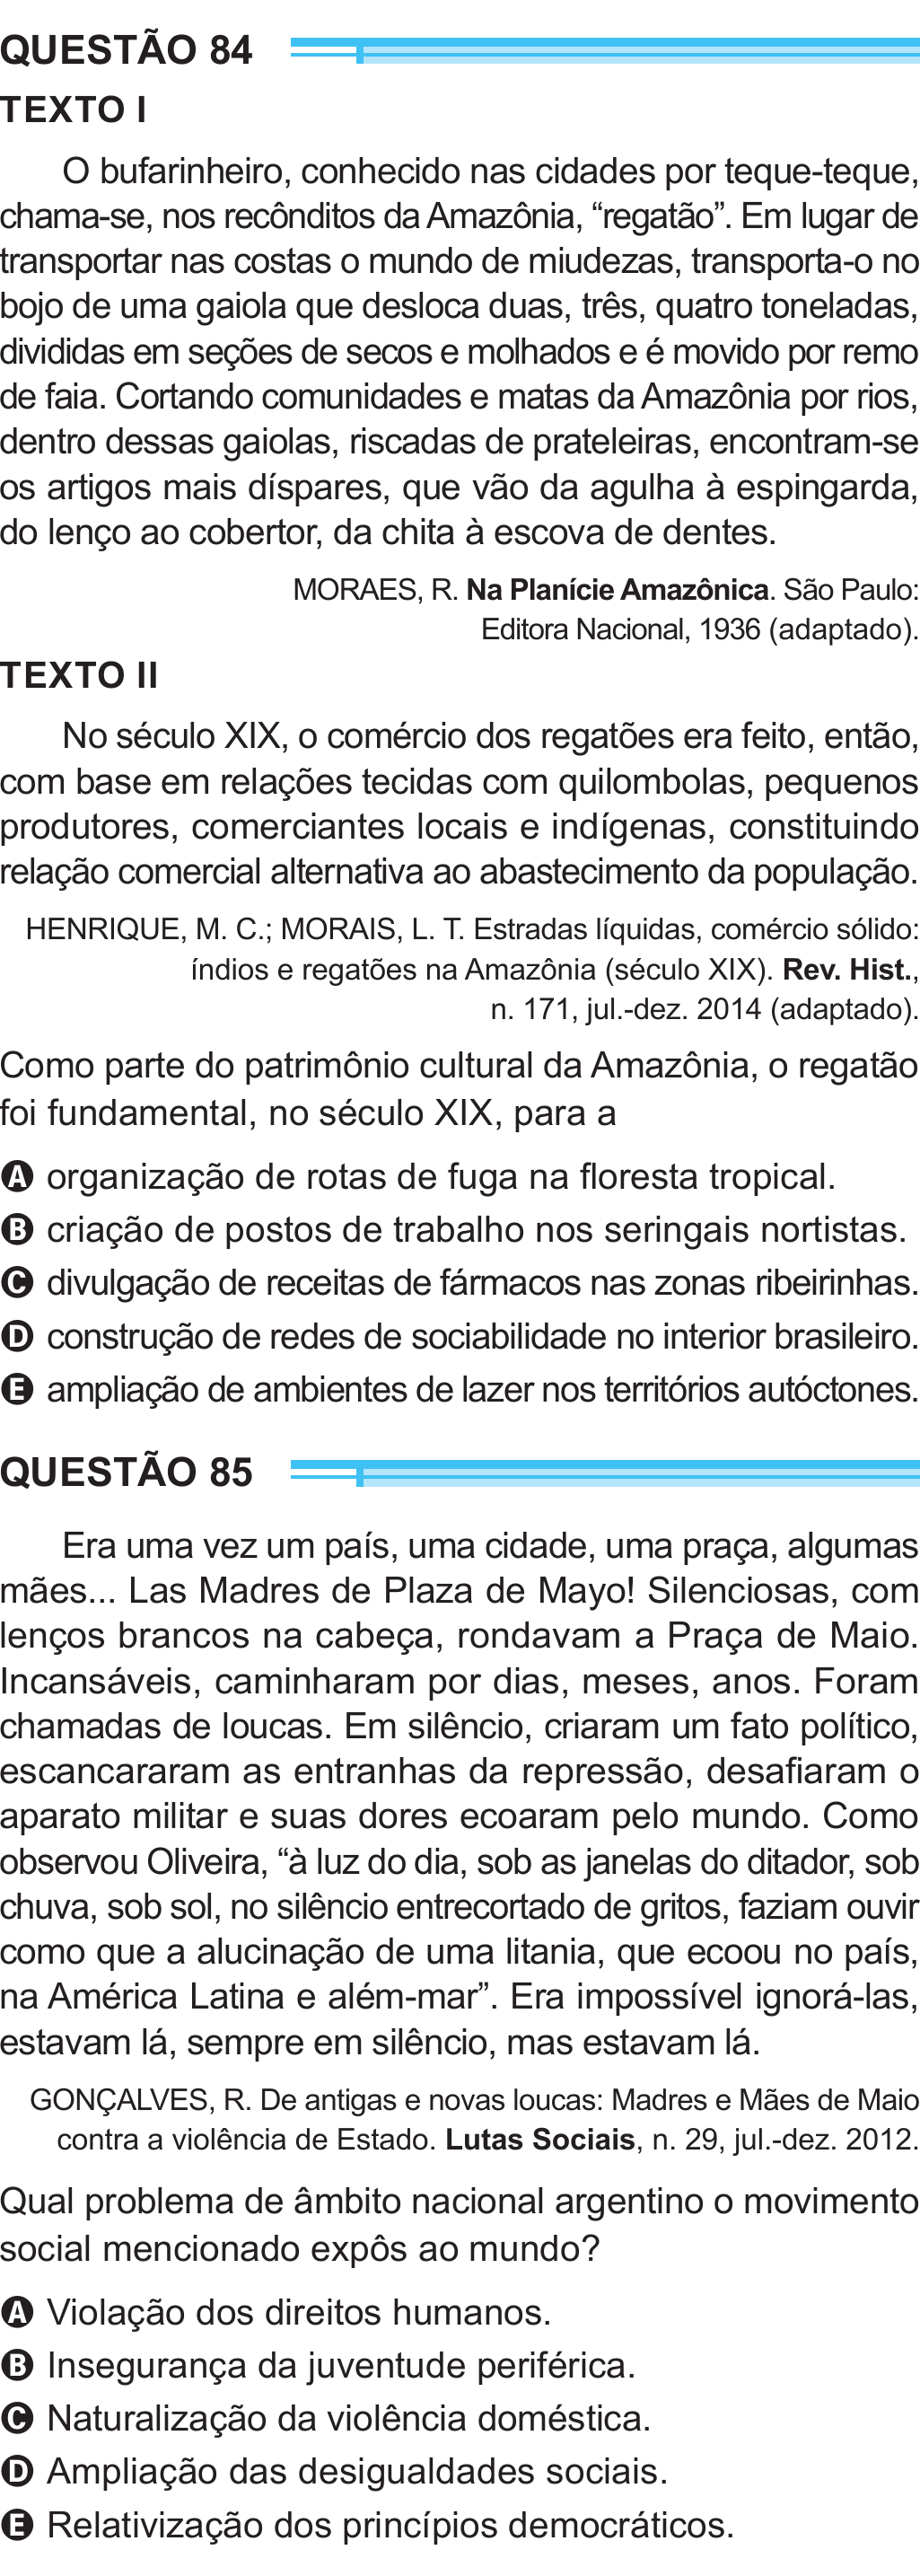 QUESTÃO 84
TEXTO I
O bufarinheiro, conhecido nas cidades por teque-teque,
chama-se, nos recônditos da Amazônia, “regatão”. Em lugar de
transportar nas costas o mundo de miudezas, transporta-o no
bojo de uma gaiola que desloca duas, três, quatro toneladas,
divididas em seções de secos e molhados e é movido por remo
de faia. Cortando comunidades e matas da Amazônia por rios,
dentro dessas gaiolas, riscadas de prateleiras, encontram-se
os artigos mais díspares, que vão da agulha à espingarda,
do lenço ao cobertor, da chita à escova de dentes.
MORAES, R. Na Planície Amazônica. São Paulo:
Editora Nacional, 1936 (adaptado).
TEXTO II
No século XIX, o comércio dos regatões era feito, então,
com base em relações tecidas com quilombolas, pequenos
produtores, comerciantes locais e indígenas, constituindo
relação comercial alternativa ao abastecimento da população.
HENRIQUE, M. C.; MORAIS, L. T. Estradas líquidas, comércio sólido:
índios e regatões na Amazônia (século XIX). Rev. Hist.,
n. 171, jul.-dez. 2014 (adaptado).
Como parte do patrimônio cultural da Amazônia, o regatão
foi fundamental, no século XIX, para a
A organização de rotas de fuga na floresta tropical.
B criação de postos de trabalho nos seringais nortistas.
C divulgação de receitas de fármacos nas zonas ribeirinhas.
D construção de redes de sociabilidade no interior brasileiro.
E ampliação de ambientes de lazer nos territórios autóctones.
QUESTÃO 85
Era uma vez um país, uma cidade, uma praça, algumas
mães... Las Madres de Plaza de Mayo! Silenciosas, com
lenços brancos na cabeça, rondavam a Praça de Maio.
Incansáveis, caminharam por dias, meses, anos. Foram
chamadas de loucas. Em silêncio, criaram um fato político,
escancararam as entranhas da repressão, desafiaram o
aparato militar e suas dores ecoaram pelo mundo. Como
observou Oliveira, “à luz do dia, sob as janelas do ditador, sob
chuva, sob sol, no silêncio entrecortado de gritos, faziam ouvir
como que a alucinação de uma litania, que ecoou no país,
na América Latina e além-mar”. Era impossível ignorá-las,
estavam lá, sempre em silêncio, mas estavam lá.
GONÇALVES, R. De antigas e novas loucas: Madres e Mães de Maio
contra a violência de Estado. Lutas Sociais, n. 29, jul.-dez. 2012.
Qual problema de âmbito nacional argentino o movimento
social mencionado expôs ao mundo?
A Violação dos direitos humanos.
B Insegurança da juventude periférica.
C Naturalização da violência doméstica.
D Ampliação das desigualdades sociais.
E Relativização dos princípios democráticos.